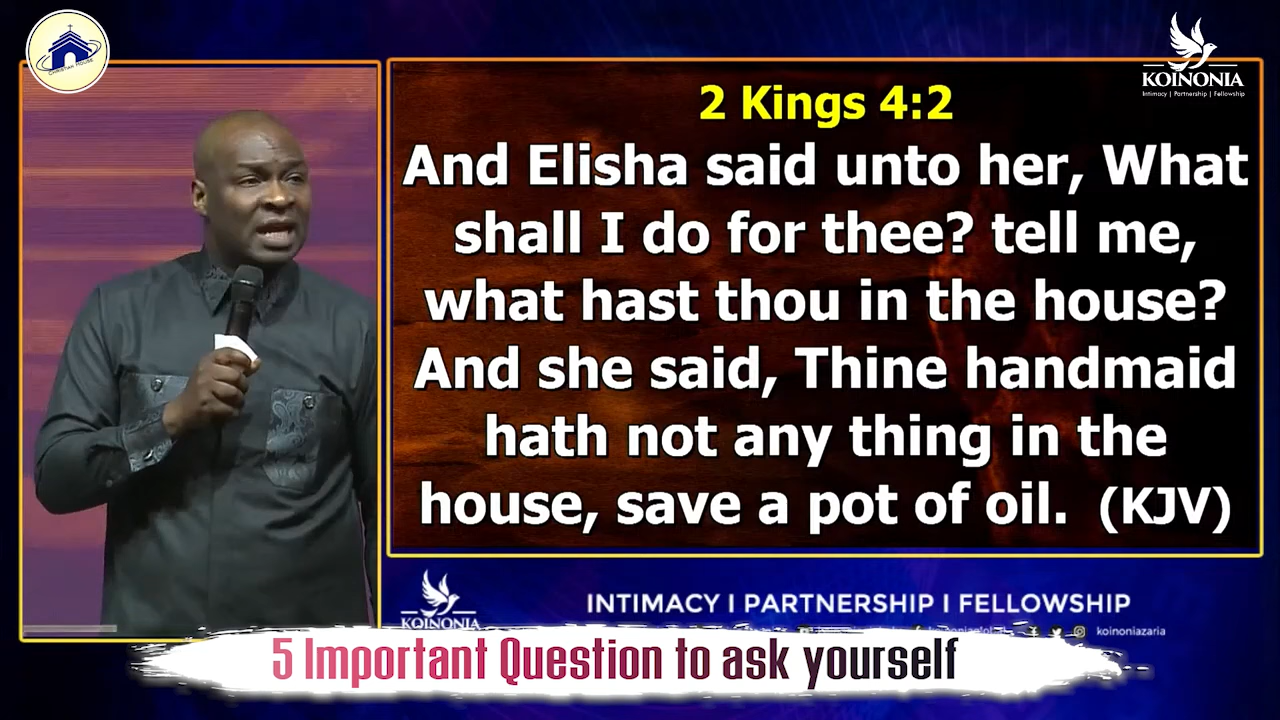 CHRISTIAN HOUSE
KOINONIA
Intimacy | Partnership | Fellowship
2 Kings 4:2
And Elisha said unto her, What
shall I do for thee? tell me,
what hast thou in the house?
And she said, Thine handmaid
hath not any thing in the
house, save a pot of oil. (KJV)
KOINONIA
INTIMACY I PARTNERSHIP I FELLOWSHIP
koinoniazaria
5 Important Question to ask yourself